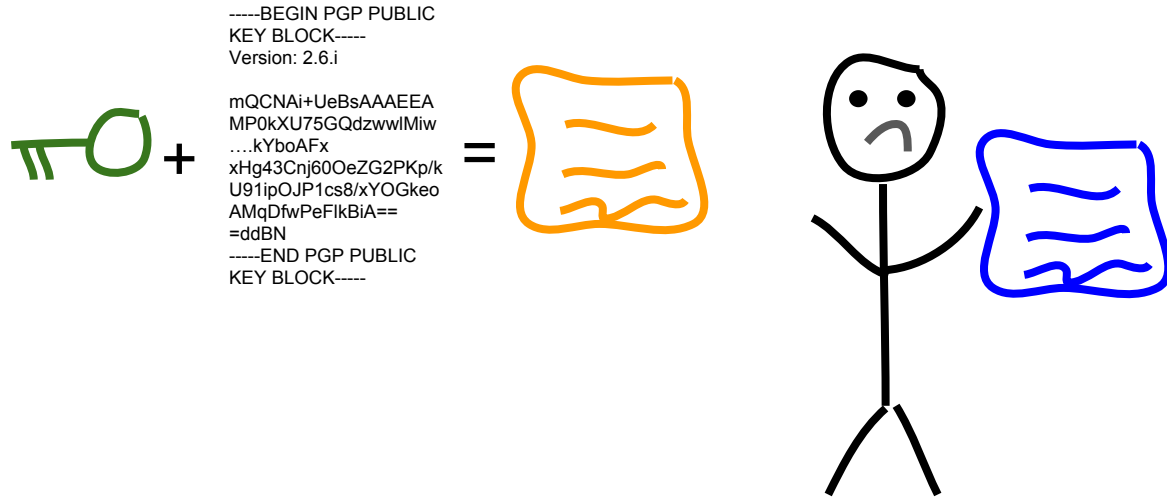 -----BEGIN PGP PUBLIC
KEY BLOCK-----
Version: 2.6.i
mQCNAi+UeBsAAAEEA
MP0kXU75GQdzwwlMiw
....kYboAFx
xHg43Cnj60OeZG2PKp/k
U91ipOJP1cs8/xYOGkeo
AMqDfwPeFlkBiA==
=ddBN
-----END PGP PUBLIC
KEY BLOCK-----
+
=